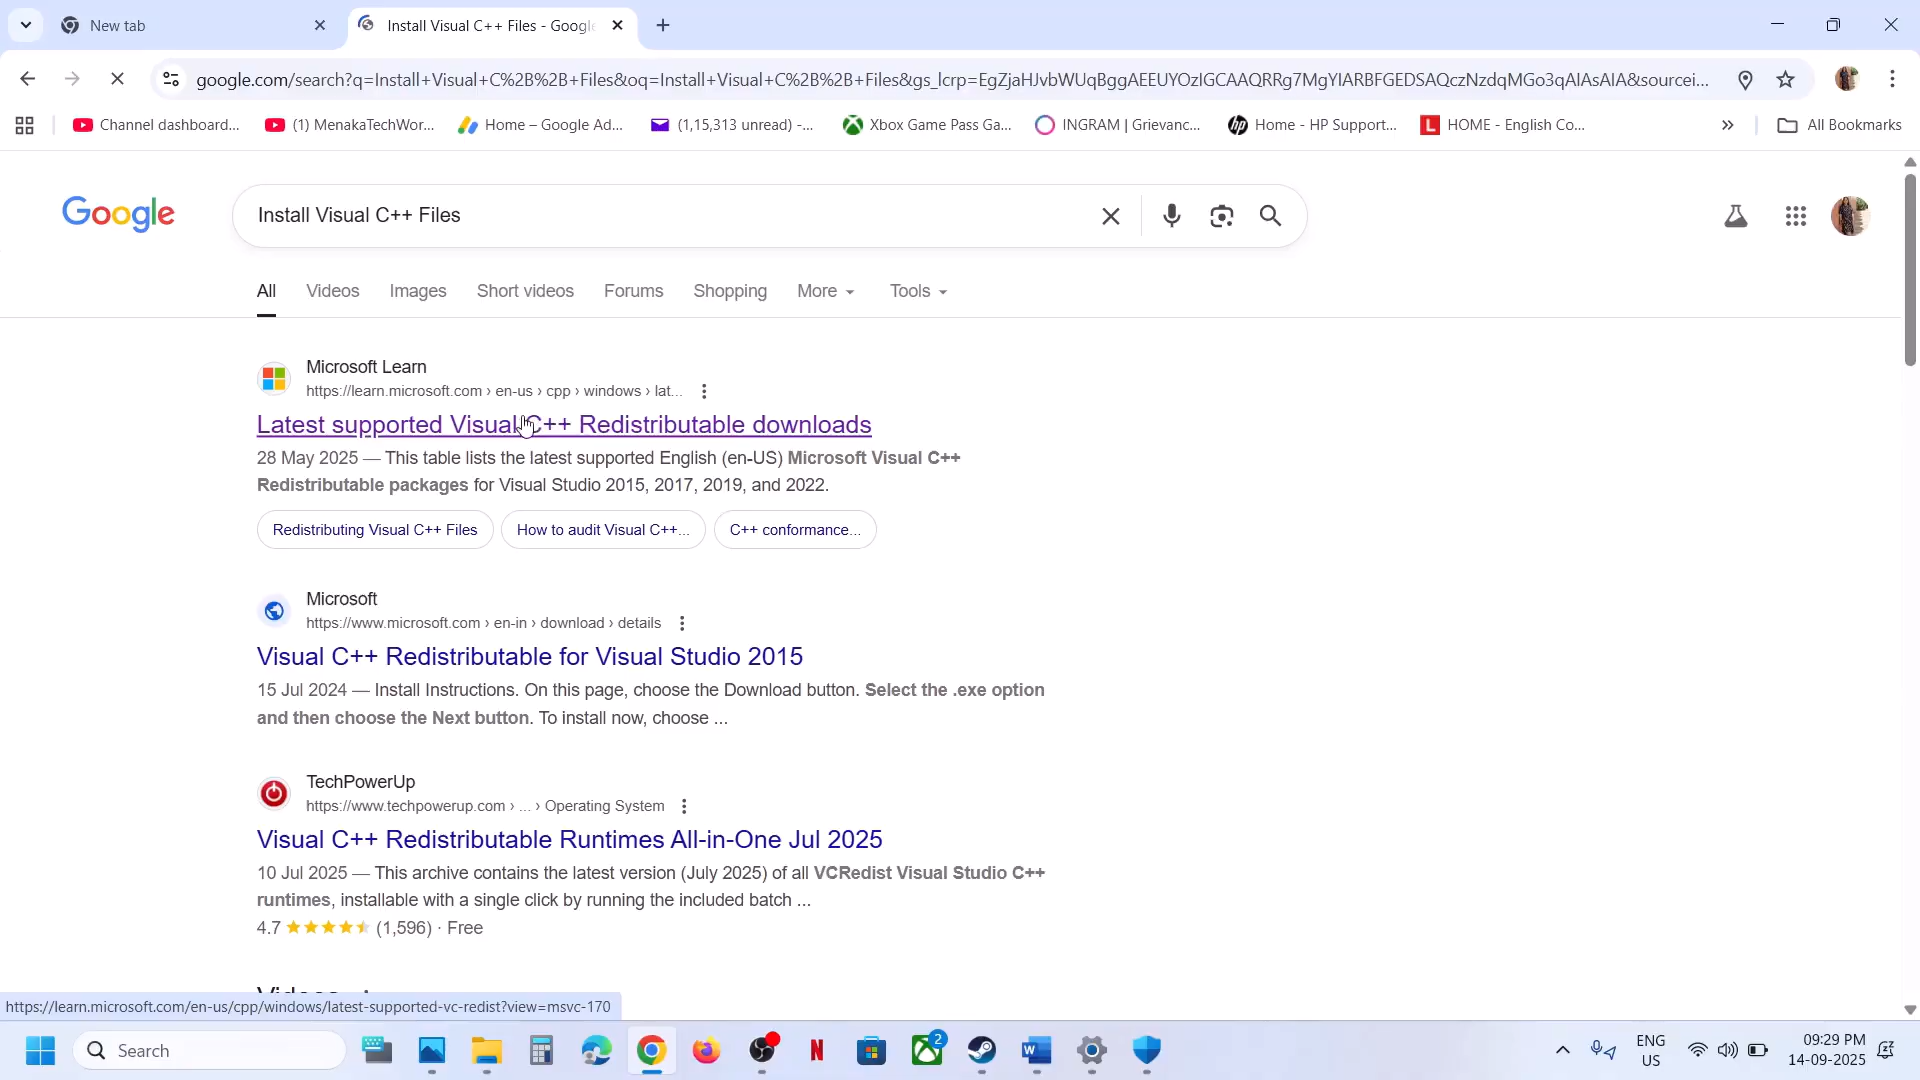 New tab
Install Visual C++ Files - Google
google.com/search?q=Install+Visual+C%2B%2B+Files&oq=Install+Visual+C%2B%2B+Files&gs_lcrp=EgZjaHJvbWUqBggAEEUYOzIGCAAQRRg7MgYIARBFGEDSAQczNzdqMGo3qAIAsAIA&sourcei...
Channel dashboard...
(1) MenakaTechWor...
Home – Google Ad...
(1,15,313 unread) -...
Xbox Game Pass Ga...
INGRAM | Grievanc...
Home - HP Support...
HOME - English Co...
All Bookmarks
Google
Install Visual C++ Files
All Videos Images Short videos Forums Shopping More Tools
Microsoft Learn
https://learn.microsoft.com › en-us › cpp › windows › lat...
Latest supported Visual C++ Redistributable downloads
28 May 2025 — This table lists the latest supported English (en-US) Microsoft Visual C++
Redistributable packages for Visual Studio 2015, 2017, 2019, and 2022.
Redistributing Visual C++ Files
How to audit Visual C++...
C++ conformance...
Microsoft
https://www.microsoft.com › en-in › download › details
Visual C++ Redistributable for Visual Studio 2015
15 Jul 2024 — Install Instructions. On this page, choose the Download button. Select the .exe option
and then choose the Next button. To install now, choose ...
TechPowerUp
https://www.techpowerup.com › ... › Operating System
Visual C++ Redistributable Runtimes All-in-One Jul 2025
10 Jul 2025 — This archive contains the latest version (July 2025) of all VCRedist Visual Studio C++
runtimes, installable with a single click by running the included batch ...
4.7 (1,596) · Free
Videos
https://learn.microsoft.com/en-us/cpp/windows/latest-supported-vc-redist?view=msvc-170
Search
2
ENG
US
09:29 PM
14-09-2025